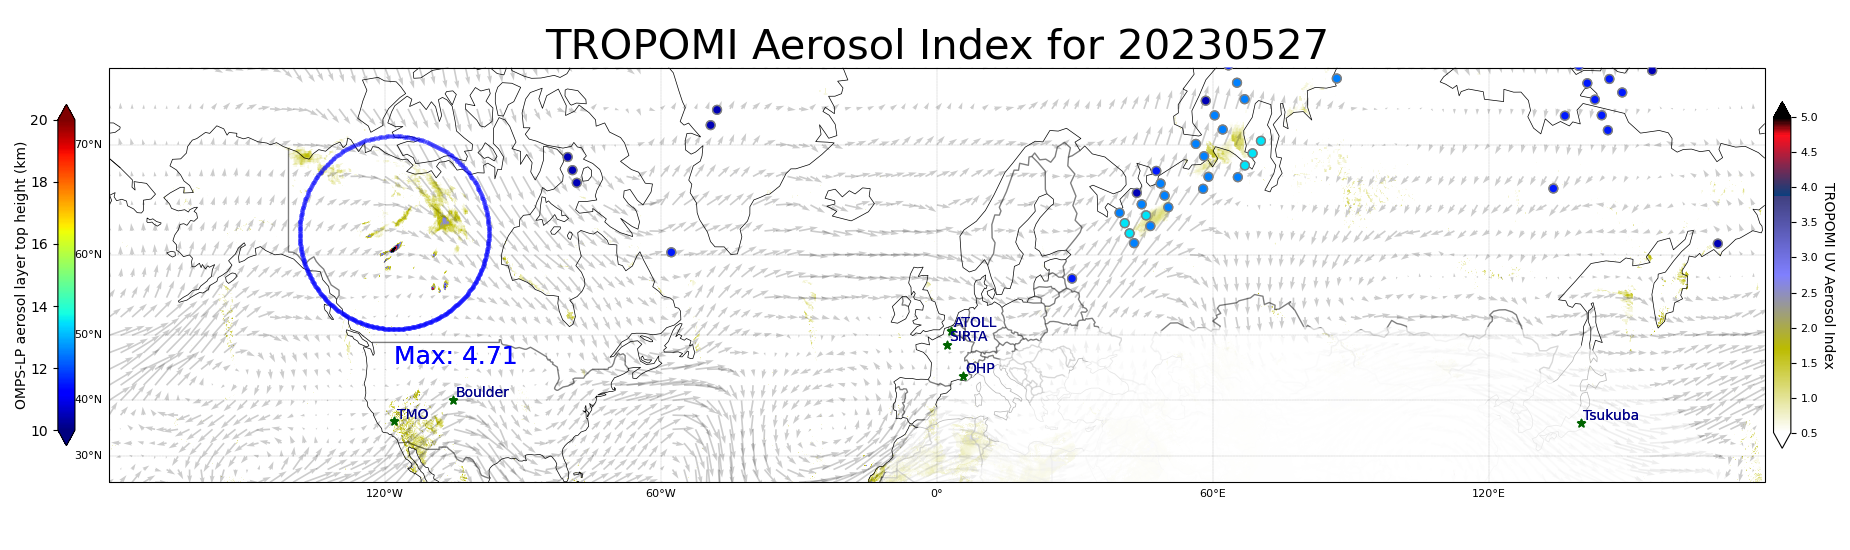 TROPOMI Aerosol Index for 20230527
OMPS-LP aerosol layer top height (km)
20
18
16
14
12
10
70°N
60°N
50°N
40°N
30°N
120°W
60°W
0°
60°E
120°E
Max: 4.71
Boulder
TMO
ATOLL
SIRTA
OHP
Tsukuba
5.0
4.5
4.0
3.5
3.0
2.5
2.0
1.5
1.0
0.5
TROPOMI UV Aerosol Index